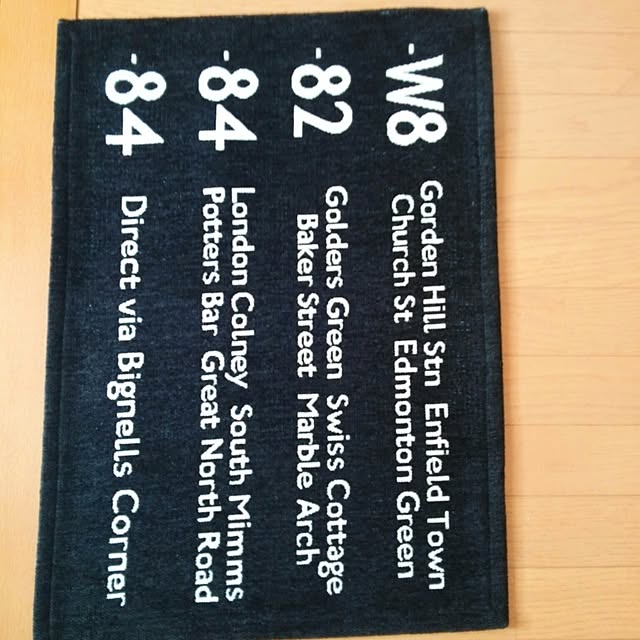 -W8 Gorden Hill Stn Enfield Town
Church St Edmonton Green
-82 Golders Green Swiss Cottage
Baker Street Marble Arch
-84 London Colney South Mimms
Potters Bar Great North Road
-84 Direct via Bignells Corner